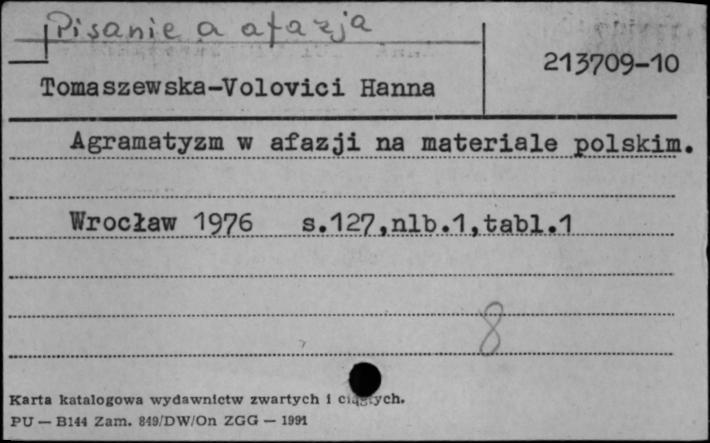 Pisanie a afazja
213709-10
Tomaszewska-Volovici Hanna
Agramatyzm w afazji na materiale polskim.
Wrocław 1976 s.127,nlb.1,tabl.1
8
Karta katalogowa wydawnictw zwartych i ciągłych.
PU — B144 Zam. 849/DW/On ZGG — 1991